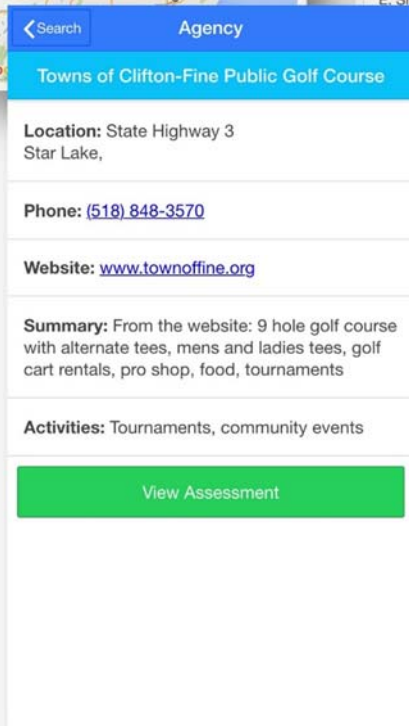 Search
Agency
Towns of Clifton-Fine Public Golf Course
Location: State Highway 3
Star Lake,
Phone: (518) 848-3570
Website: www.townoffine.org
Summary: From the website: 9 hole golf course
with alternate tees, mens and ladies tees, golf
cart rentals, pro shop, food, tournaments
Activities: Tournaments, community events
View Assessment